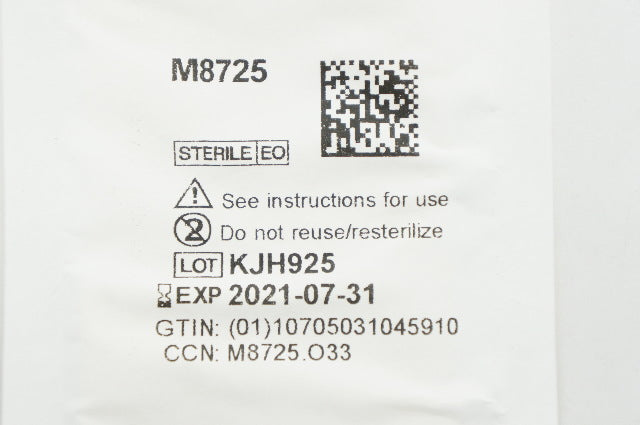 M8725
STERILE EO
See instructions for use
2 Do not reuse/resterilize
LOT KJH925
EXP 2021-07-31
GTIN: (01)10705031045910
CCN: M8725.O33